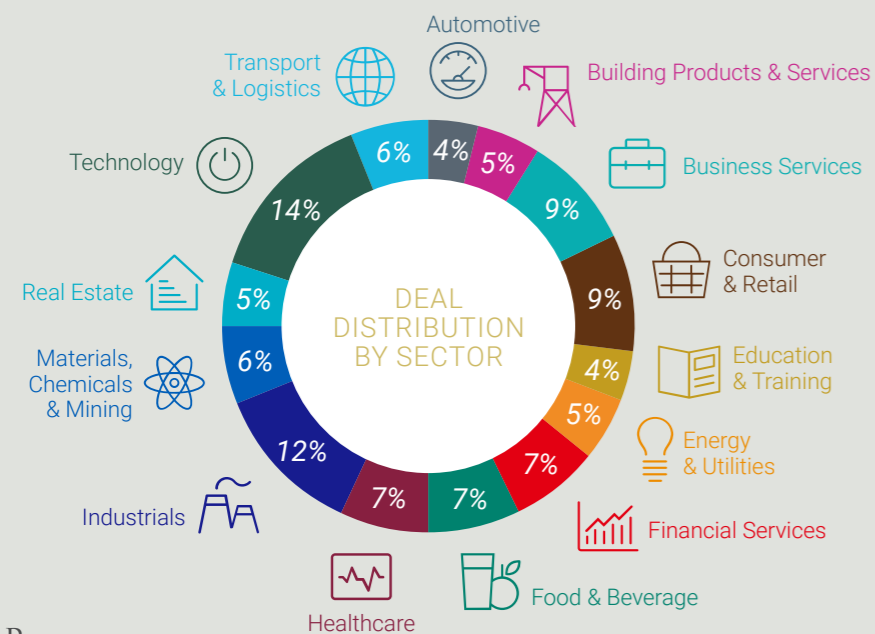 Automotive
4%
Building Products & Services
5%
Business Services
9%
Consumer
& Retail
9%
Education
& Training
4%
Energy
& Utilities
5%
Financial Services
7%
Food & Beverage
7%
Healthcare
7%
Industrials
12%
Materials,
Chemicals
& Mining
6%
Real Estate
5%
Technology
14%
Transport
& Logistics
6%
DEAL
DISTRIBUTION
BY SECTOR